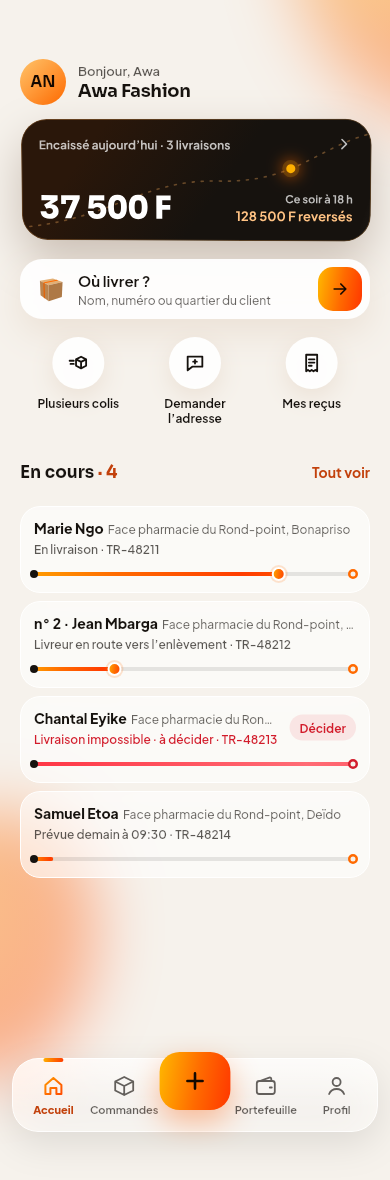 Bonjour, Awa
AN
Awa Fashion
Encaissé aujourd’hui · 3 livraisons
37 500 F
Ce soir à 18 h
128 500 F reversés
Où livrer ?
Nom, numéro ou quartier du client
Plusieurs colis
Demander
l’adresse
Mes reçus
En cours · 4
Tout voir
Marie Ngo Face pharmacie du Rond-point, Bonapriso
En livraison · TR-48211
n° 2 · Jean Mbarga Face pharmacie du Rond-point, …
Livreur en route vers l’enlèvement · TR-48212
Chantal Eyike Face pharmacie du Ron…
Livraison impossible · à décider · TR-48213
Décider
Samuel Etoa Face pharmacie du Rond-point, Deïdo
Prévue demain à 09:30 · TR-48214
Accueil
Commandes
Portefeuille
Profil